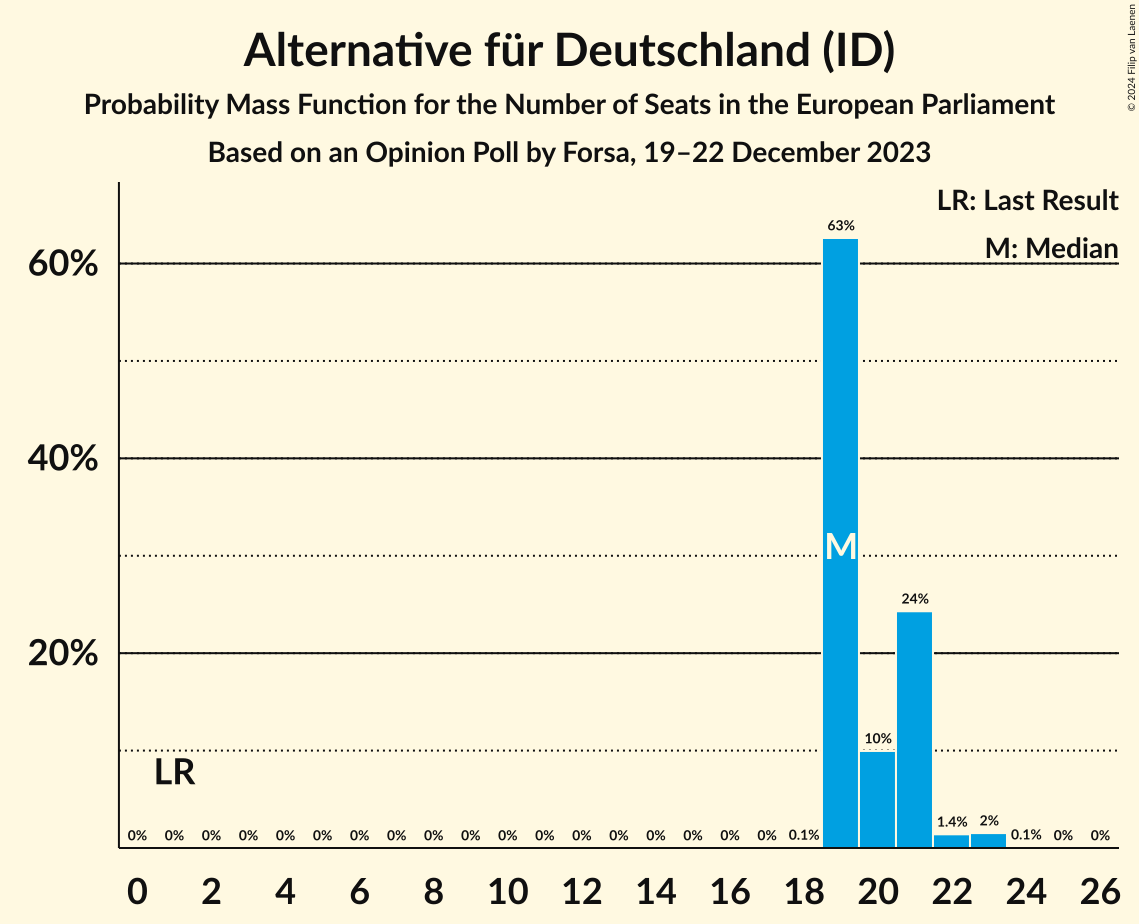 Alternative für Deutschland (ID)
Probability Mass Function for the Number of Seats in the European Parliament
Based on an Opinion Poll by Forsa, 19–22 December 2023
© 2024 Filip van Laenen
LR: Last Result
M: Median
60%
40%
20%
63%
M
24%
10%
LR
0% 0% 0% 0% 0% 0% 0% 0% 0% 0% 0% 0% 0% 0% 0% 0% 0% 0% 0.1% 1.4% 2% 0.1% 0% 0%
0 2 4 6 8 10 12 14 16 18 20 22 24 26